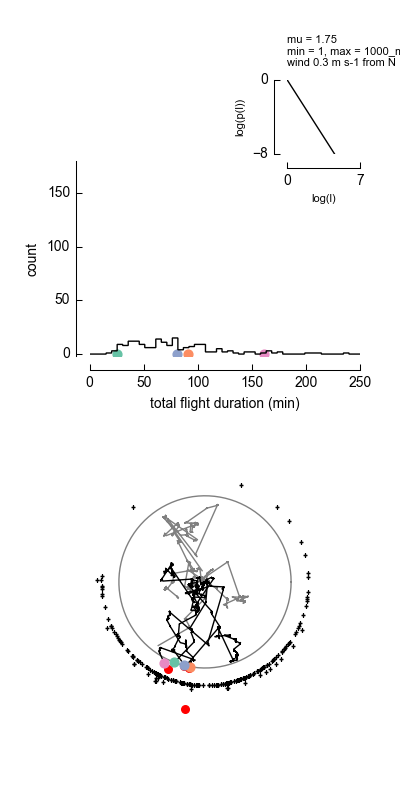 mu = 1.75
min = 1, max = 1000_m
wind 0.3 m s-1 from N
0
log(p(l))
−8
0 7
log(l)
150
100
50
0
count
0 50 100 150 200 250
total flight duration (min)